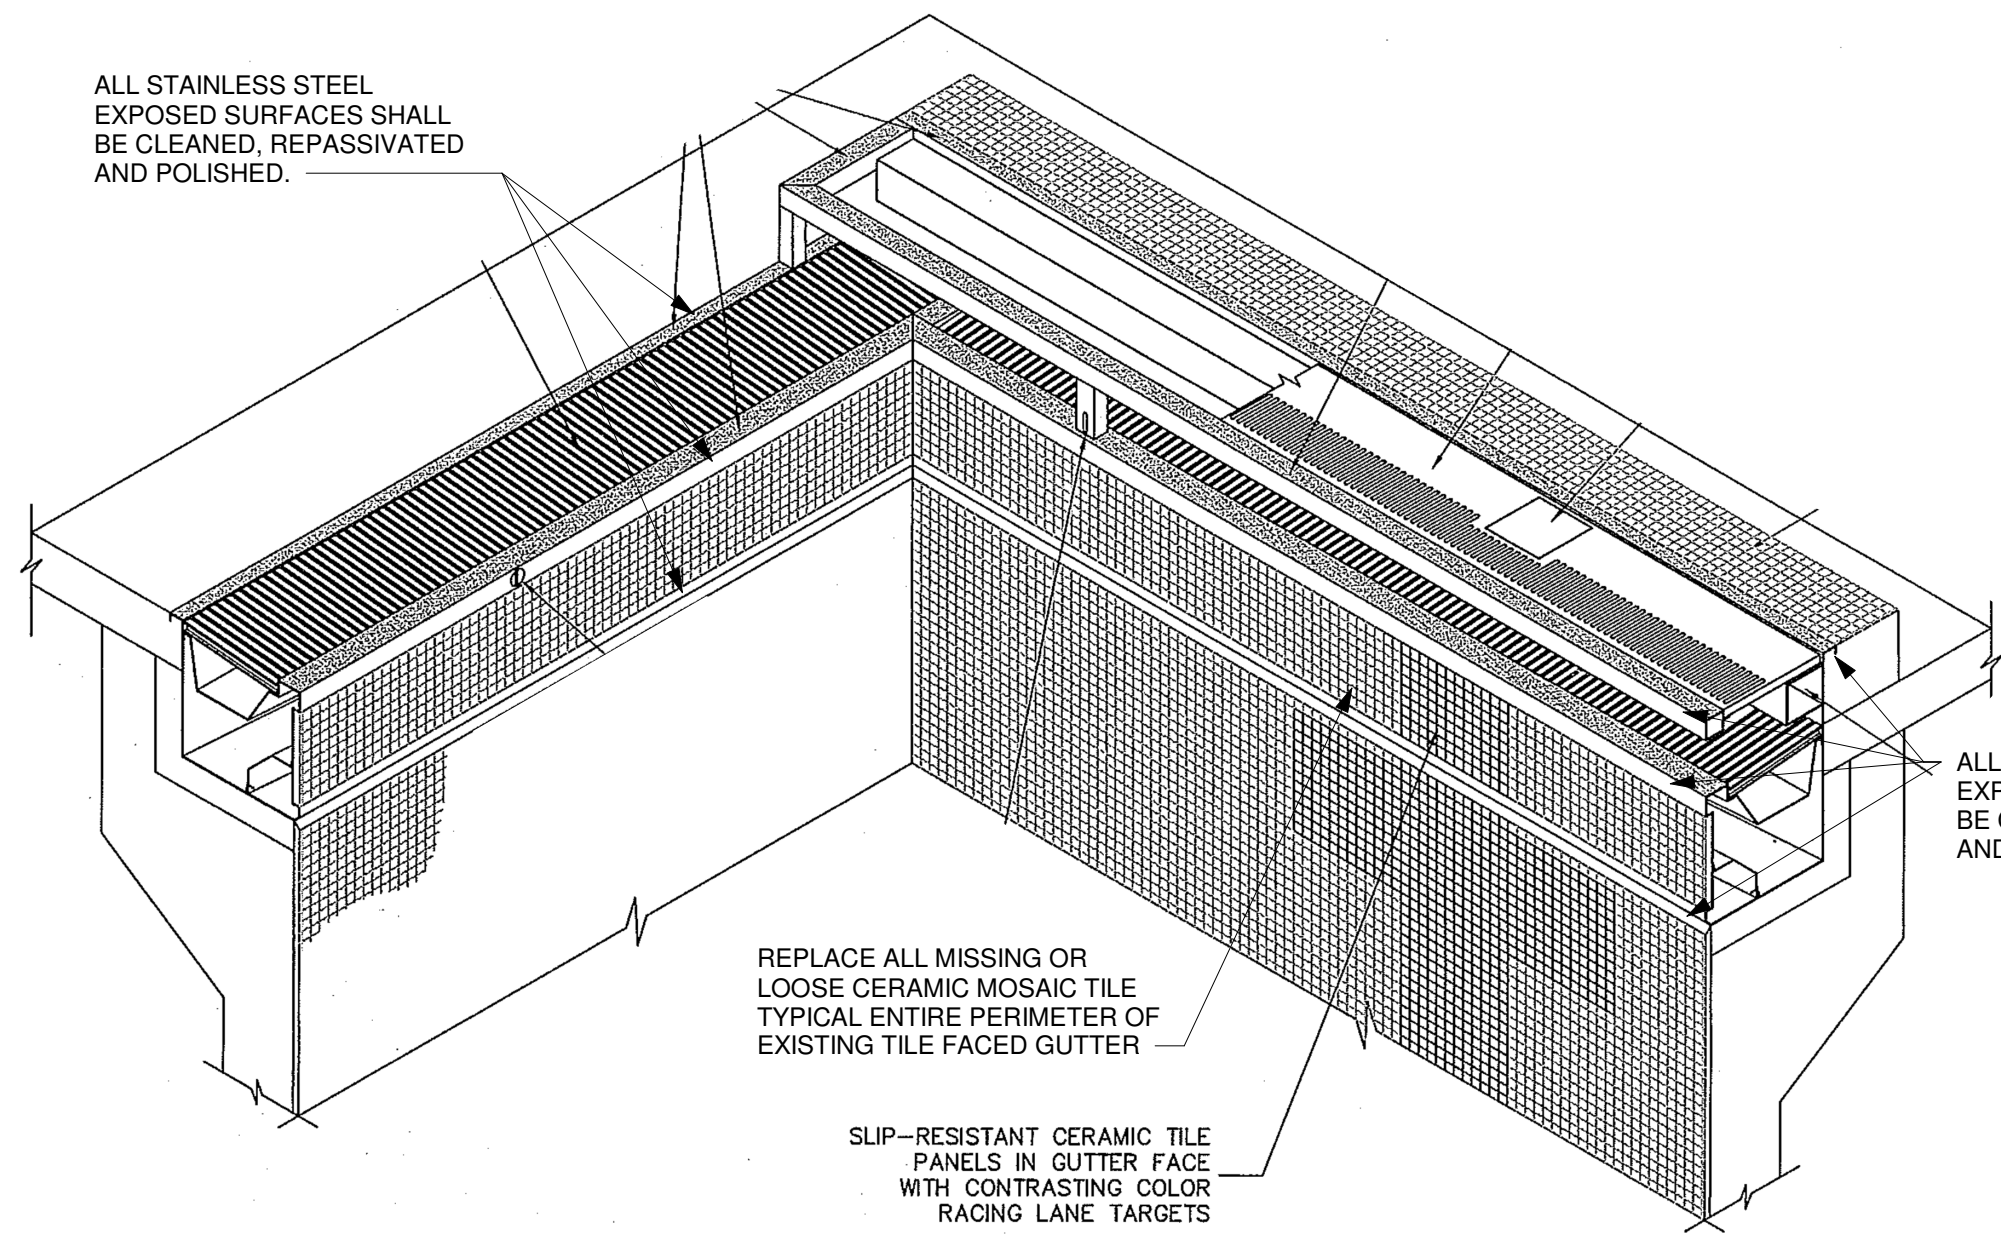 ALL STAINLESS STEEL
EXPOSED SURFACES SHALL
BE CLEANED, REPASSIVATED
AND POLISHED.
ALL
BE
AND
REPLACE ALL MISSING OR
LOOSE CERAMIC MOSAIC TILE
TYPICAL ENTIRE PERIMETER OF
EXISTING TILE FACED GUTTER
SLIP-RESISTANT CERAMIC TILE
PANELS IN GUTTER FACE
WITH CONTRASTING COLOR
RACING LANE TARGETS